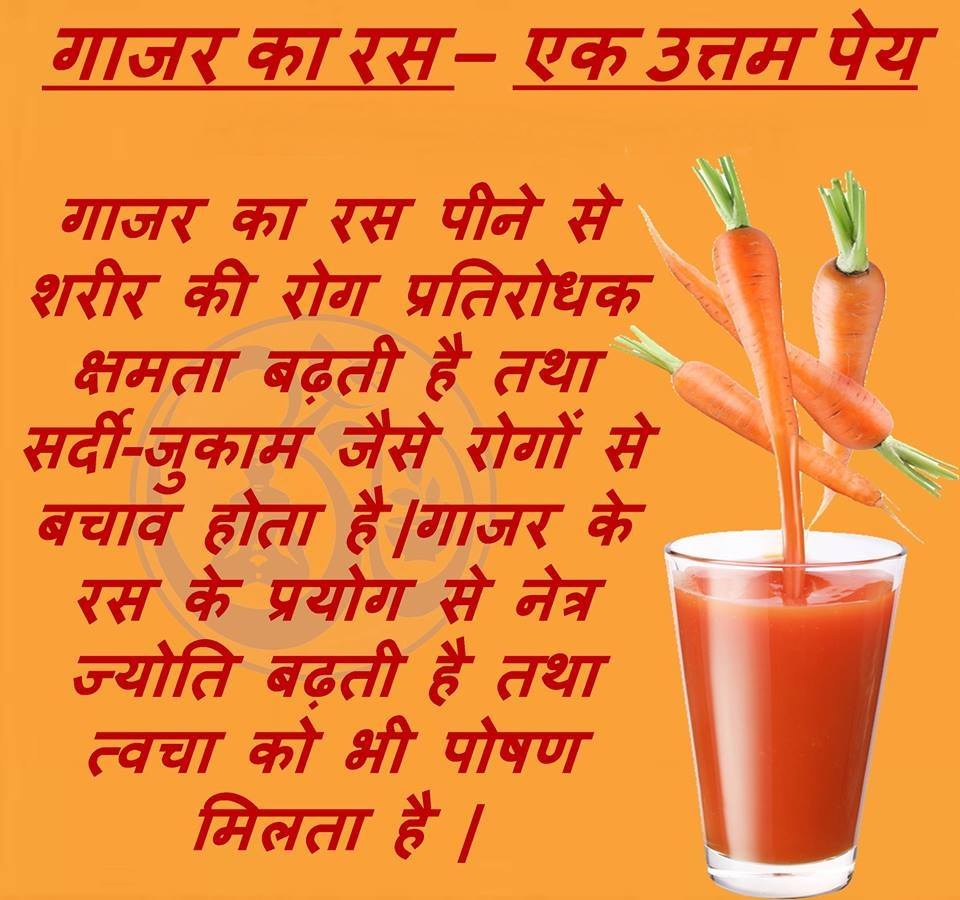 गाजर का रस – एक उत्तम पेय
गाजर का रस पीने से
शरीर की रोग प्रतिरोधक
क्षमता बढ़ती है तथा
सर्दी-जुकाम जैसे रोगों से
बचाव होता है |गाजर के
रस के प्रयोग से नेत्र
ज्योति बढ़ती है तथा
त्वचा को भी पोषण
मिलता है |